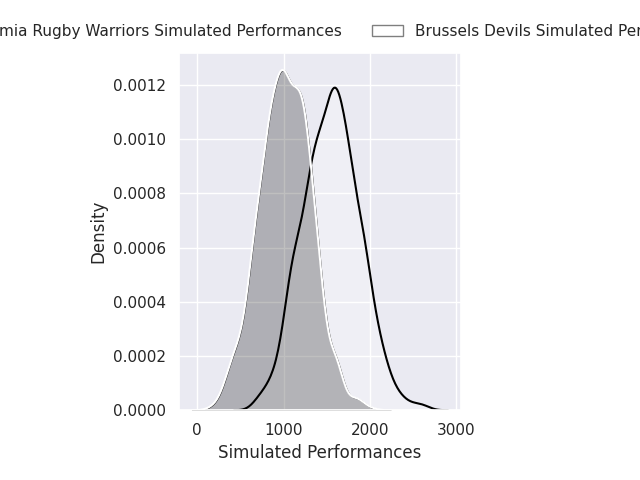 mia Rugby Warriors Simulated Performances
Brussels Devils Simulated Per
0.0012
0.0010
0.0008
0.0006
0.0004
0.0002
0.0000
Density
0
1000
2000
3000
Simulated Performances